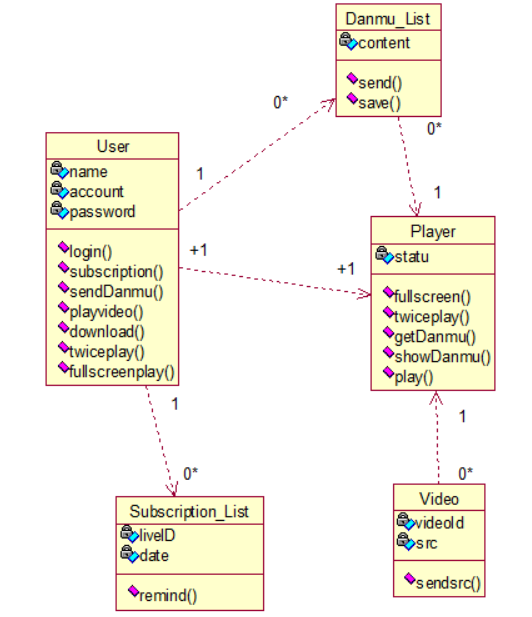 Danmu_List
content
send()
save()
0*
0*
1
1
User
name
account
password
login()
subscription()
sendDanmu()
playvideo()
download()
twiceplay()
fullscreenplay()
+1
+1
Player
statu
fullscreen()
twiceplay()
getDanmu()
showDanmu()
play()
1
0*
1
0*
Subscription_List
liveID
date
remind()
Video
videoId
src
sendsrc()